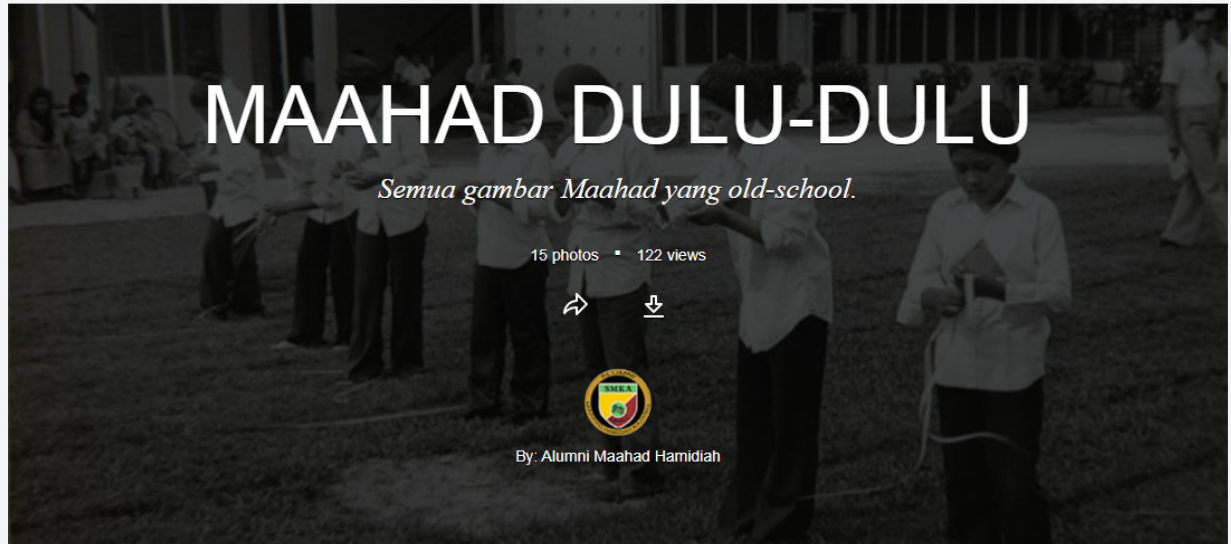 MAAHAD DULU-DULU
Semua gambar Maahad yang old-school.
15 photos ▪ 122 views
SMKA
By: Alumni Maahad Hamidiah